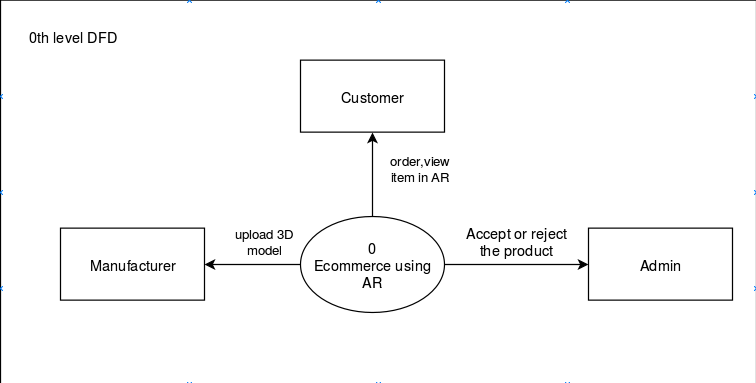 0th level DFD
Customer
order,view
item in AR
upload 3D
model
Accept or reject
the product
Manufacturer
0
Ecommerce using
AR
Admin